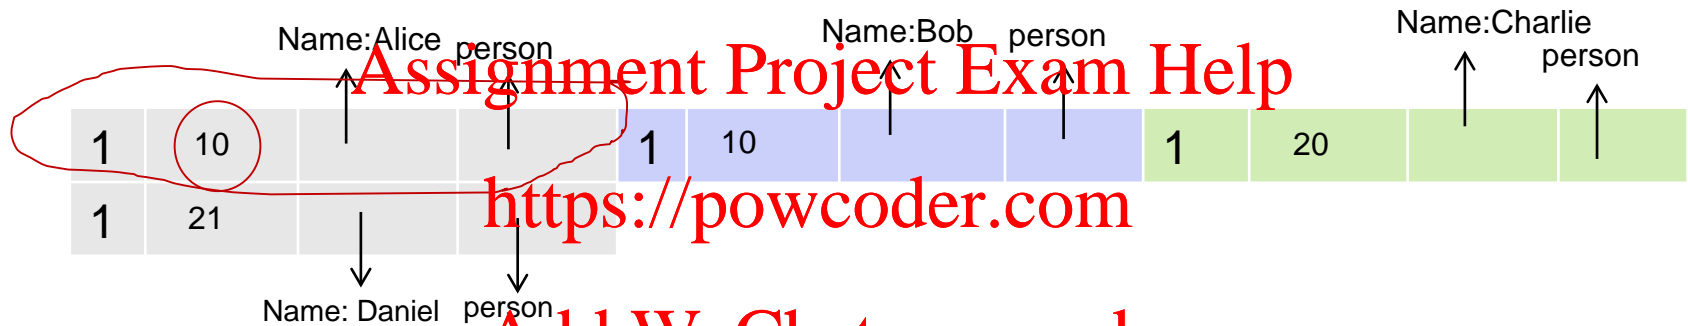 Name:Alice person Name:Bob person Name:Charlie
person
Assignment Project Exam Help
1 10 1 10 1 20
https://powcoder.com
1 21
Name: Daniel person